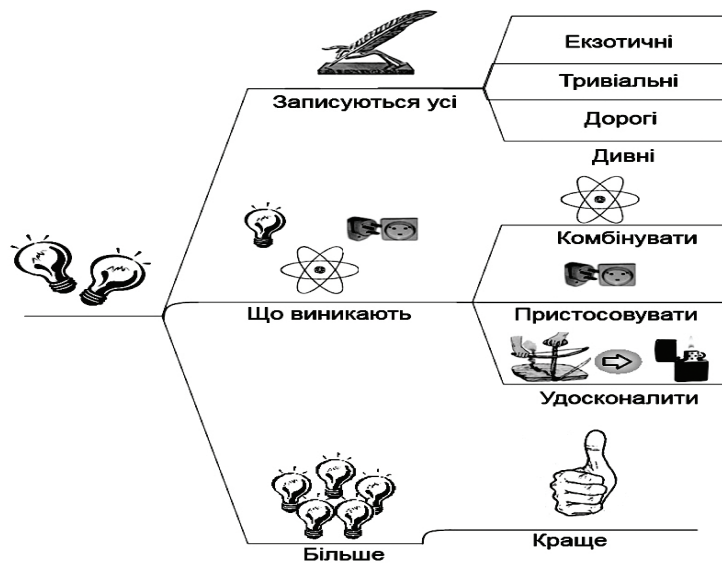 Екзотичні
Тривіальні
Записуються усі
Дорогі
Дивні
Комбінувати
Що виникають
Пристосовувати
Удосконалити
Більше
Краще